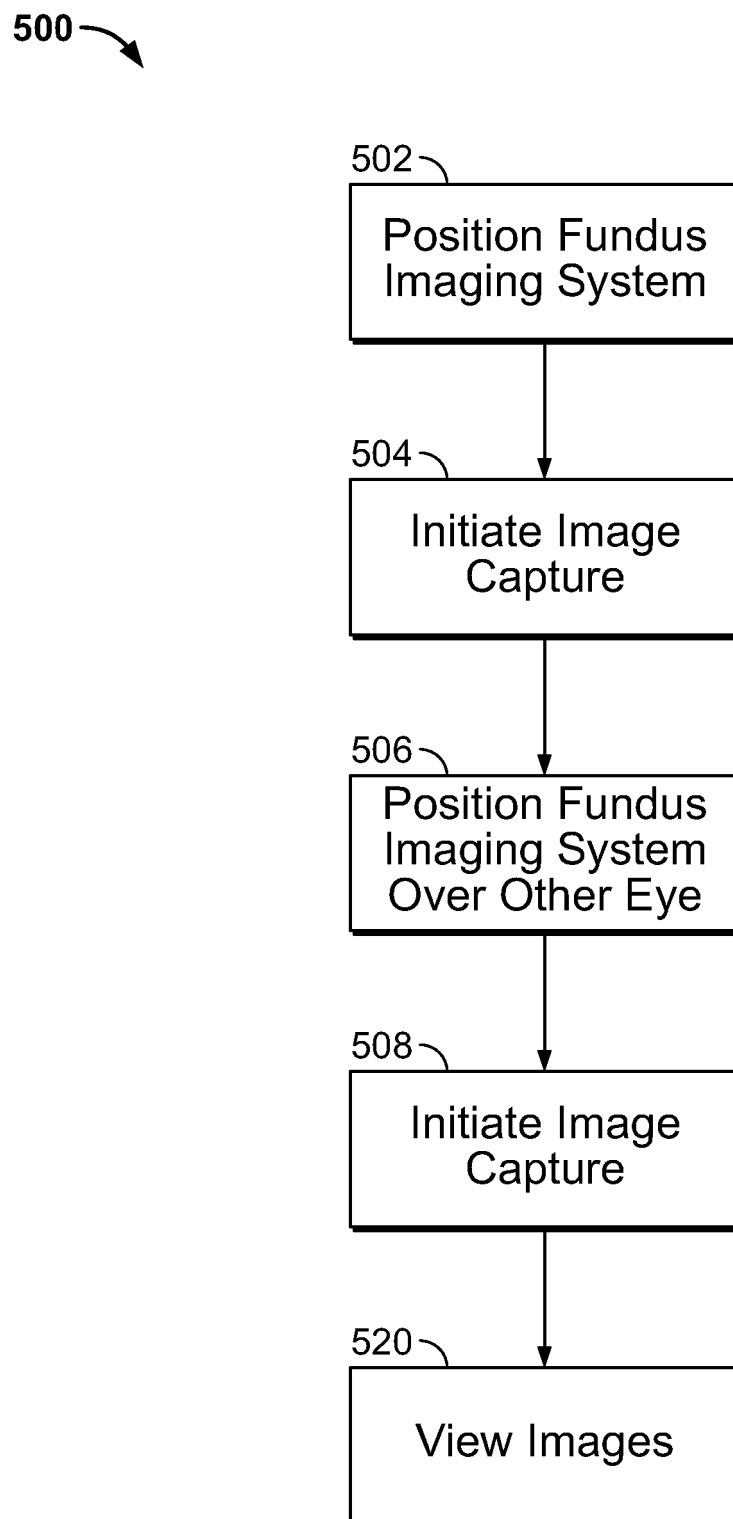 500
502
Position Fundus
Imaging System
504
Initiate Image
Capture
506
Position Fundus
Imaging System
Over Other Eye
508
Initiate Image
Capture
520
View Images